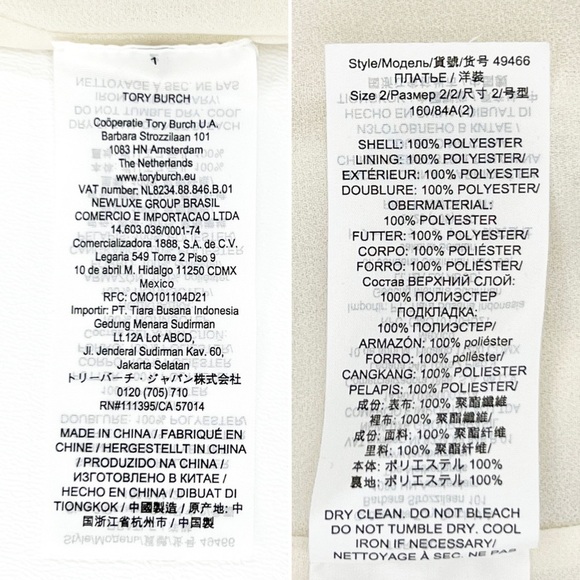 1
TORY BURCH
Coöperatie Tory Burch U.A.
Barbara Strozzilaan 101
1083 HN Amsterdam
The Netherlands
www.toryburch.eu
VAT number: NL8234.88.846.B.01
NEWLUXE GROUP BRASIL
COMERCIO E IMPORTACAO LTDA
14.603.036/0001-74
Comercializadora 1888, S.A. de C.V.
Legaria 549 Torre 2 Piso 9
10 de abril M. Hidalgo 11250 CDMX
Mexico
RFC: CMO101104D21
Importir: PT. Tiara Busana Indonesia
Gedung Menara Sudirman
Lt.12A Lot ABCD,
Jl. Jenderal Sudirman Kav. 60,
Jakarta Selatan
トリーバーチ・ジャパン株式会社
0120 (705) 710
RN#111395/CA 57014
MADE IN CHINA / FABRIQUÉ EN
CHINE / HERGESTELLT IN CHINA
/ PRODUZIDO NA CHINA /
ИЗГОТОВЛЕНО В КИТАЕ /
HECHO EN CHINA / DIBUAT DI
TIONGKOK / 中國製造 / 原产地: 中
国浙江省杭州市 / 中国製
Style/Модель/貨號/货号 49466
ПЛАТЬЕ / 洋裝
Size 2/Размер 2/2/尺寸 2/号型
160/84A(2)
SHELL: 100% POLYESTER
LINING: 100% POLYESTER/
EXTÉRIEUR: 100% POLYESTER
DOUBLURE: 100% POLYESTER/
OBERMATERIAL:
100% POLYESTER
FUTTER: 100% POLYESTER/
CORPO: 100% POLIÉSTER
FORRO: 100% POLIÉSTER/
Состав ВЕРХНИЙ СЛОЙ:
100% ПОЛИЭСТЕР
ПОДКЛАДКА:
100% ПОЛИЭСТЕР/
ARMAZÓN: 100% poliéster
FORRO: 100% poliéster/
CANGKANG: 100% POLYESTER
PELAPIS: 100% POLYESTER/
成份: 表布: 100% 聚酯纖維
裡布: 100% 聚酯纖維/
成份: 面料: 100% 聚酯纤维
里料: 100% 聚酯纤维/
本体: ポリエステル 100%
裏地: ポリエステル 100%
DRY CLEAN. DO NOT BLEACH
DO NOT TUMBLE DRY. COOL
IRON IF NECESSARY/
NETTOYAGE À SEC. NE PAS